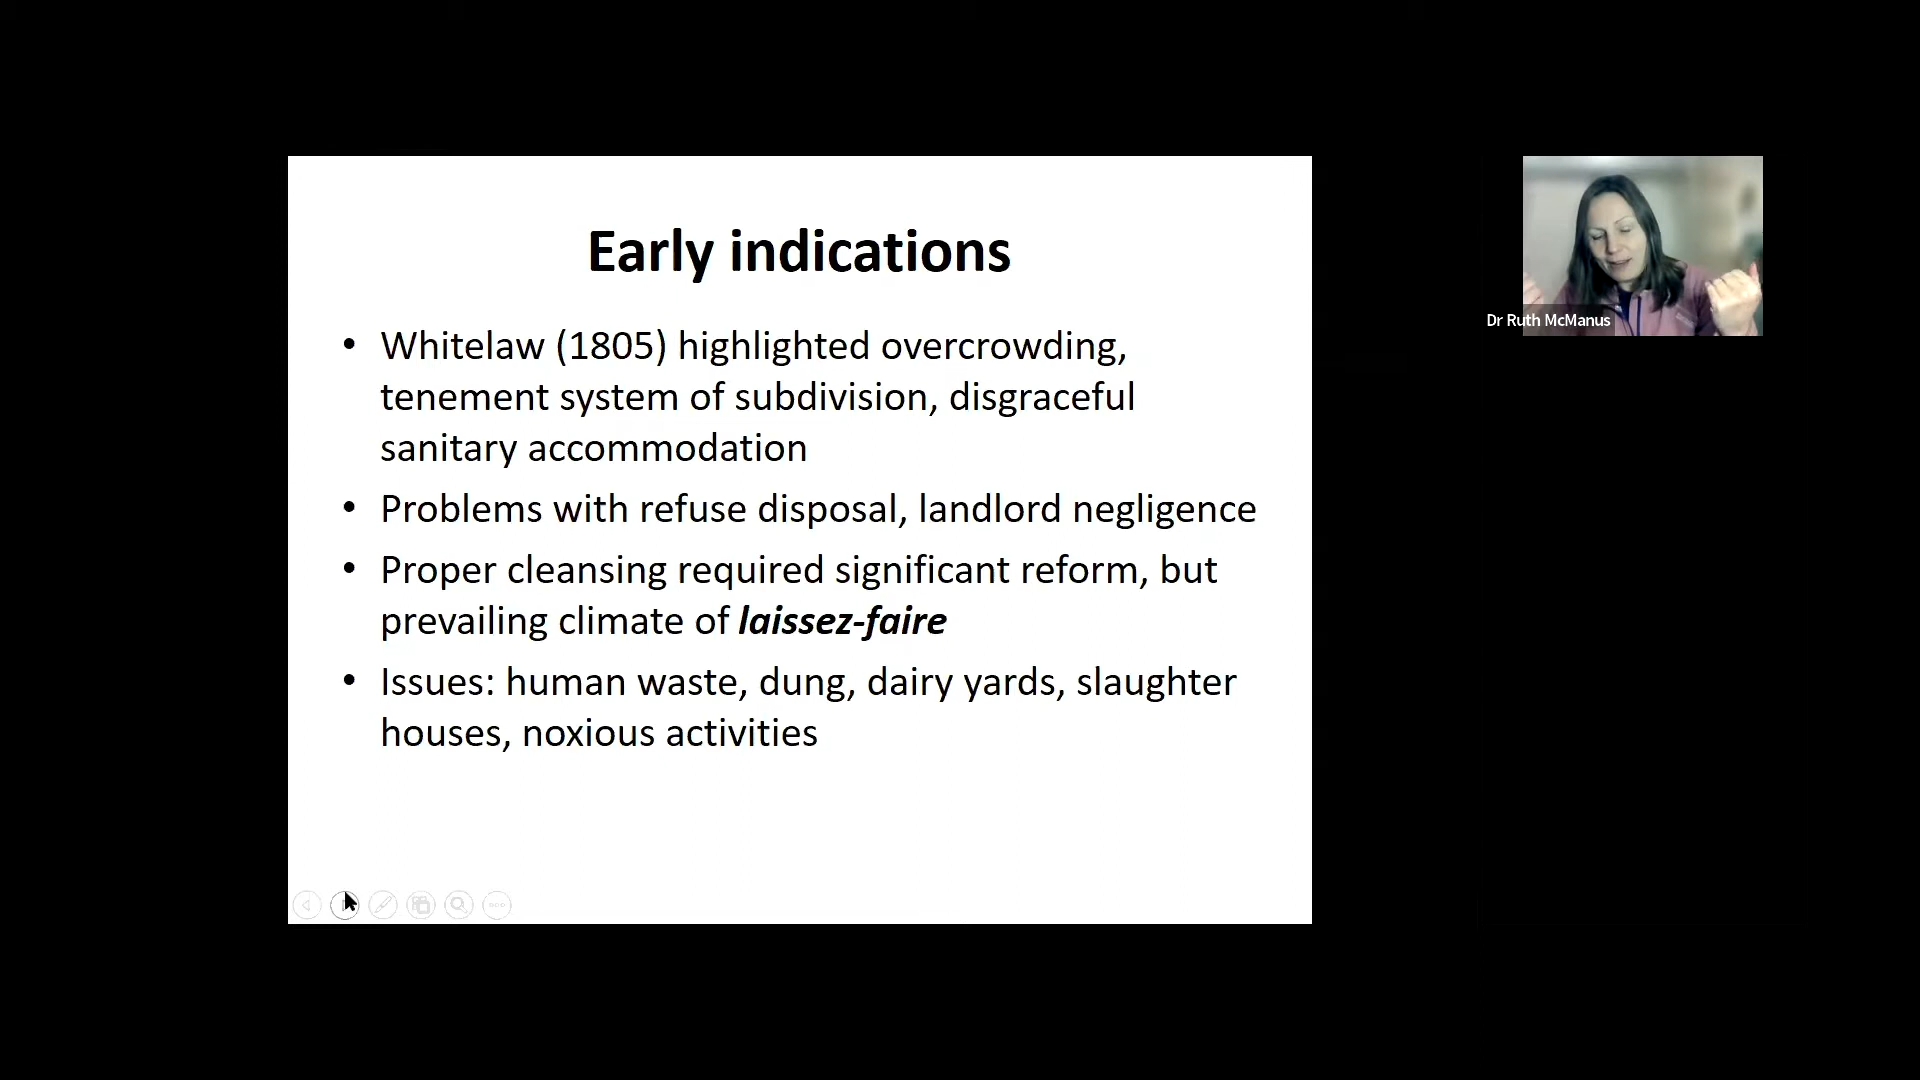 Early indications
• Whitelaw (1805) highlighted overcrowding,
tenement system of subdivision, disgraceful
sanitary accommodation
• Problems with refuse disposal, landlord negligence
• Proper cleansing required significant reform, but
prevailing climate of laissez-faire
• Issues: human waste, dung, dairy yards, slaughter
houses, noxious activities
Dr Ruth McManus